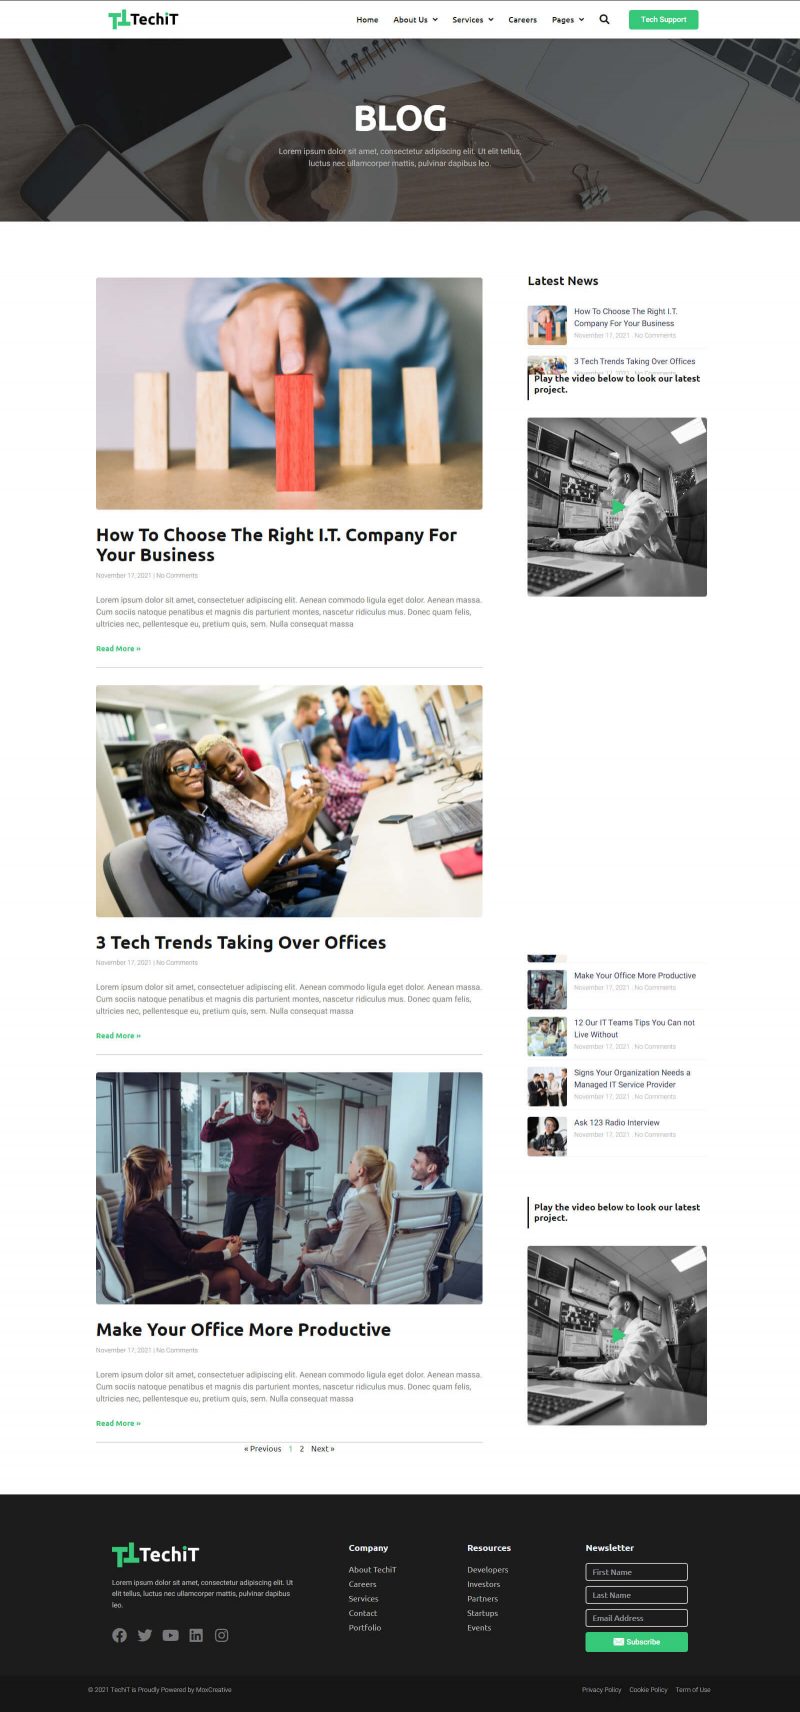 TechiT
Home About Us Services Careers Pages Tech Support
BLOG
Lorem ipsum dolor sit amet, consectetur adipiscing elit. Ut elit tellus,
luctus nec ullamcorper mattis, pulvinar dapibus leo.
How To Choose The Right I.T. Company For
Your Business
November 17, 2021 | No Comments
Lorem ipsum dolor sit amet, consectetuer adipiscing elit. Aenean commodo ligula eget dolor. Aenean massa.
Cum sociis natoque penatibus et magnis dis parturient montes, nascetur ridiculus mus. Donec quam felis,
ultricies nec, pellentesque eu, pretium quis, sem. Nulla consequat massa
Read More »
3 Tech Trends Taking Over Offices
November 17, 2021 | No Comments
Lorem ipsum dolor sit amet, consectetuer adipiscing elit. Aenean commodo ligula eget dolor. Aenean massa.
Cum sociis natoque penatibus et magnis dis parturient montes, nascetur ridiculus mus. Donec quam felis,
ultricies nec, pellentesque eu, pretium quis, sem. Nulla consequat massa
Read More »
Make Your Office More Productive
November 17, 2021 | No Comments
Lorem ipsum dolor sit amet, consectetuer adipiscing elit. Aenean commodo ligula eget dolor. Aenean massa.
Cum sociis natoque penatibus et magnis dis parturient montes, nascetur ridiculus mus. Donec quam felis,
ultricies nec, pellentesque eu, pretium quis, sem. Nulla consequat massa
Read More »
« Previous 1 2 Next »
Latest News
How To Choose The Right I.T.
Company For Your Business
November 17, 2021 . No Comments
3 Tech Trends Taking Over Offices
November 17, 2021 . No Comments
Play the video below to look our latest
project.
Make Your Office More Productive
November 17, 2021 . No Comments
12 Our IT Teams Tips You Can not
Live Without
November 17, 2021 . No Comments
Signs Your Organization Needs a
Managed IT Service Provider
November 17, 2021 . No Comments
Ask 123 Radio Interview
November 17, 2021 . No Comments
Play the video below to look our latest
project.
TechiT
Lorem ipsum dolor sit amet, consectetur adipiscing elit. Ut
elit tellus, luctus nec ullamcorper mattis, pulvinar dapibus
leo.
Company
About TechiT
Careers
Services
Contact
Portfolio
Resources
Developers
Investors
Partners
Startups
Events
Newsletter
First Name
Last Name
Email Address
Subscribe
© 2021 TechiT is Proudly Powered by MoxCreative
Privacy Policy Cookie Policy Term of Use